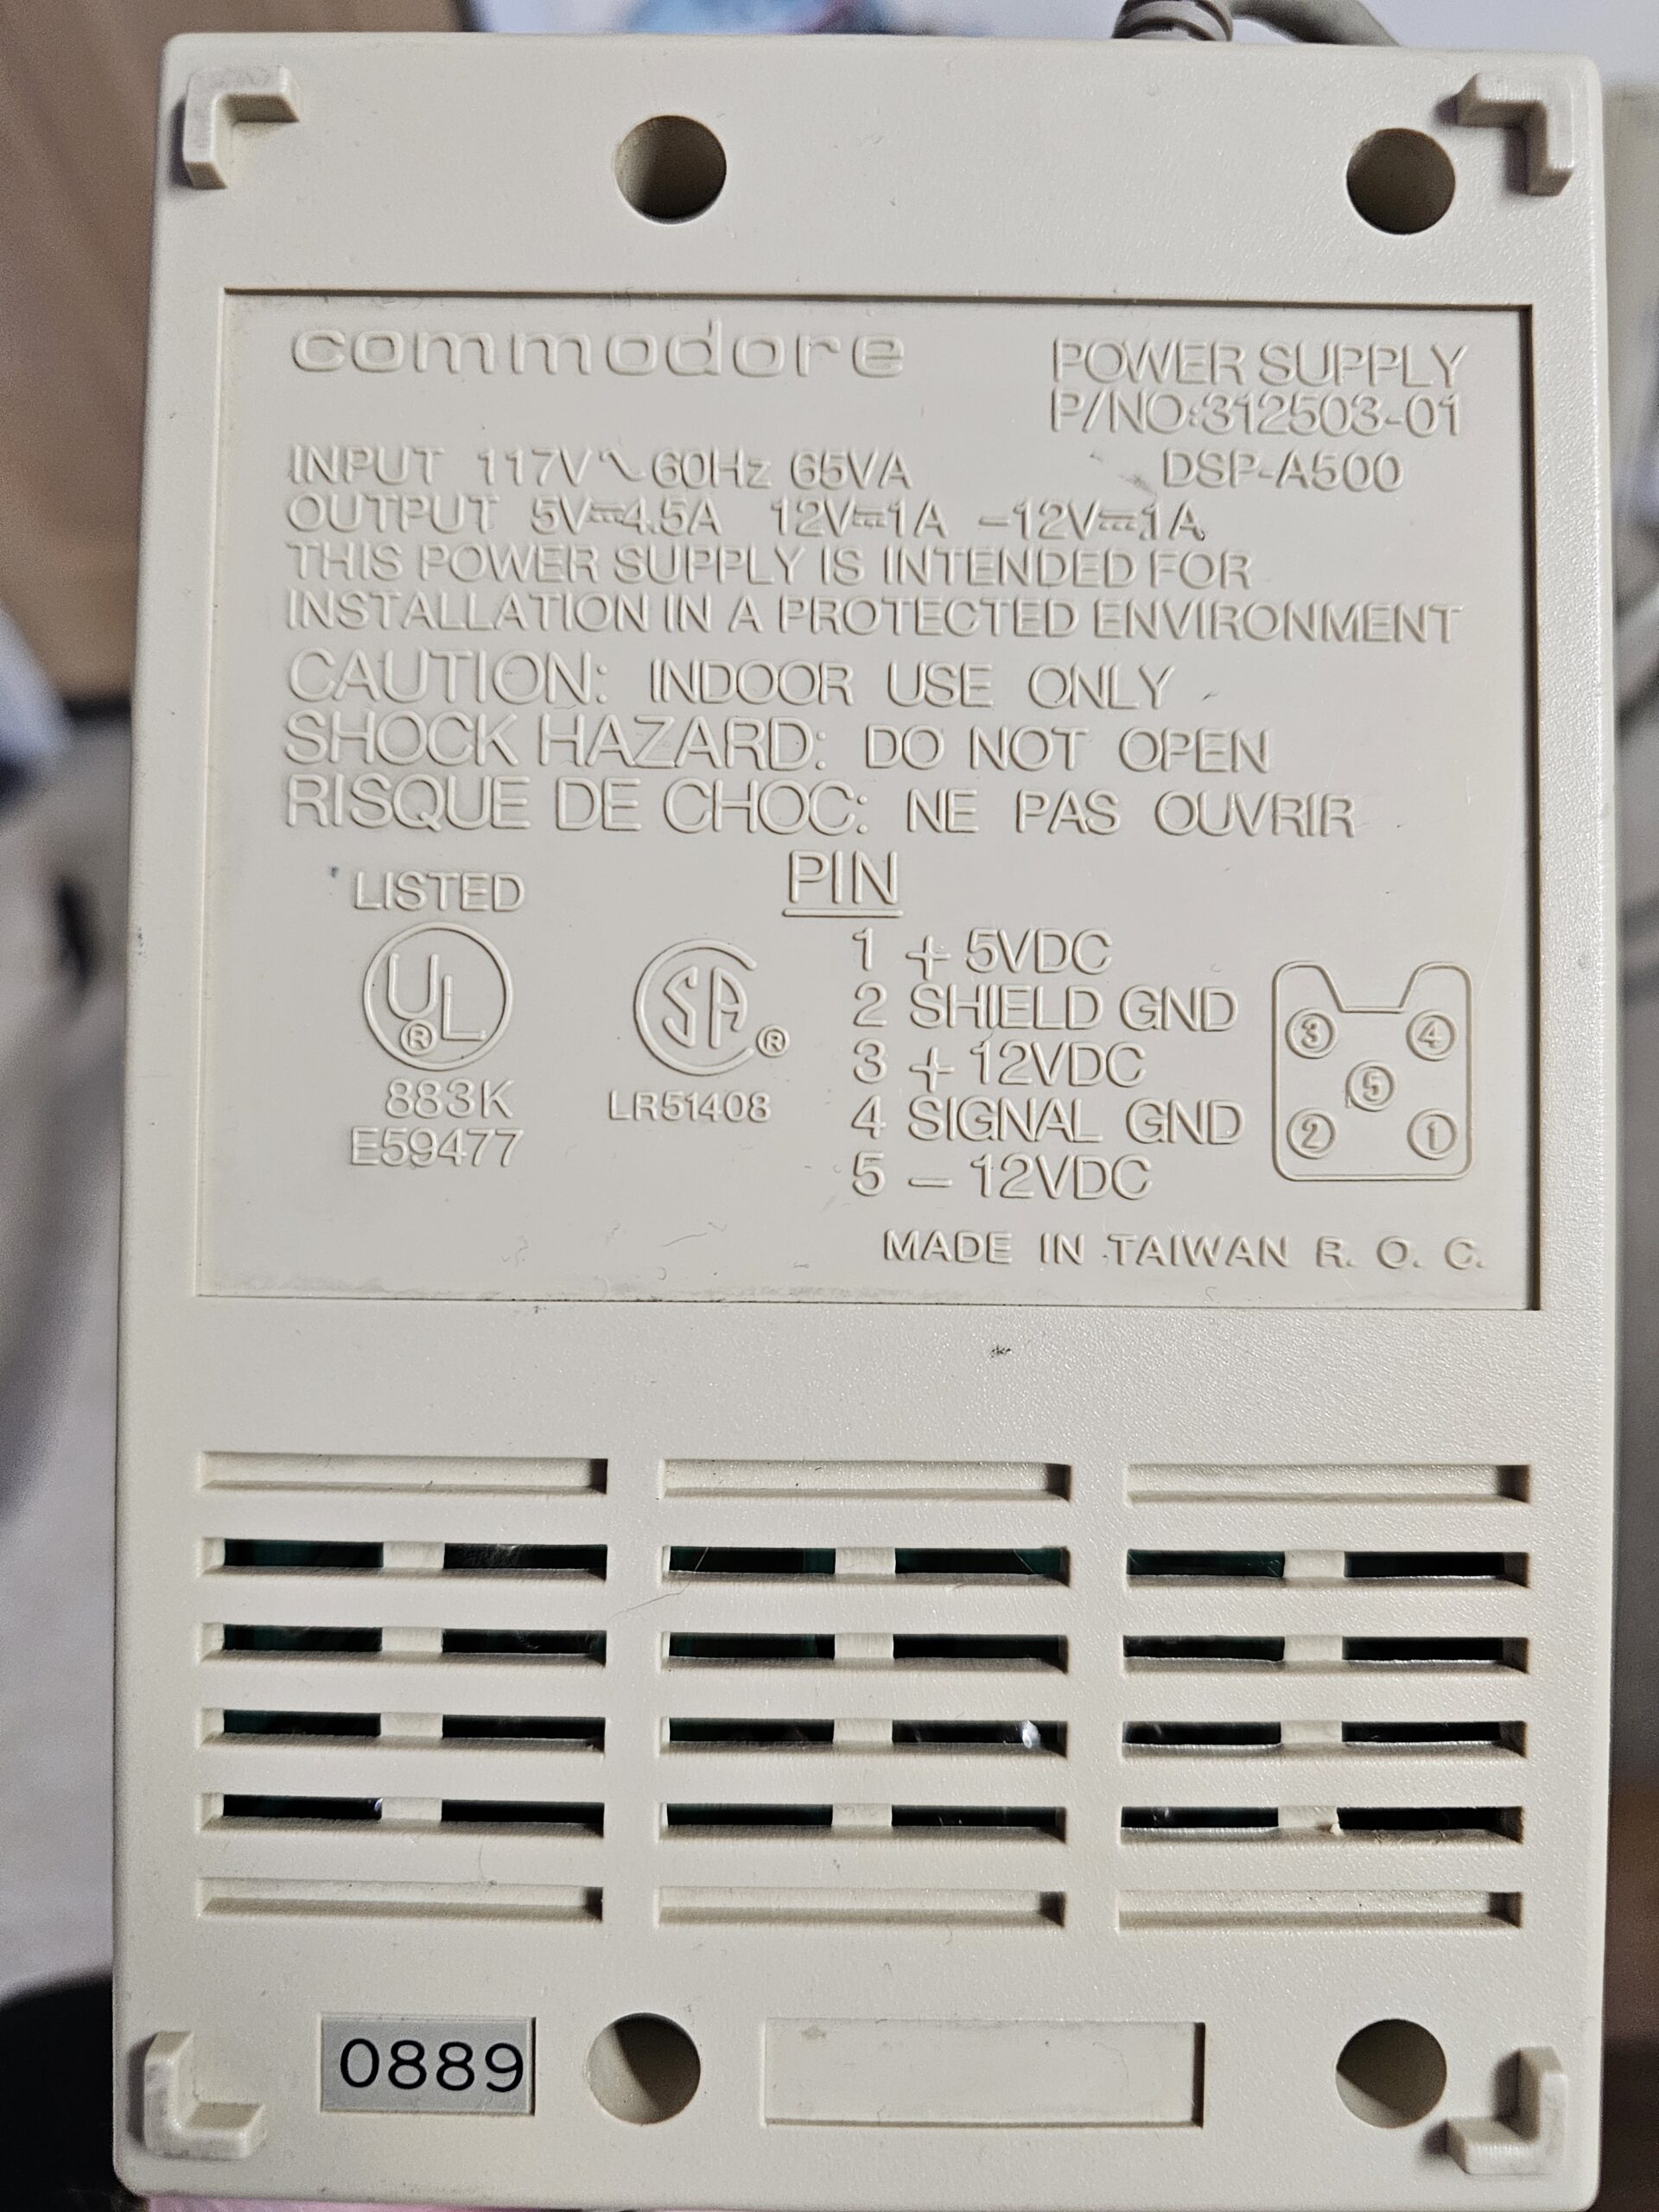 commodore
POWER SUPPLY
P/NO:312503-01
INPUT 117V~60Hz 65VA
DSP-A500
OUTPUT 5V⎓4.5A 12V⎓1A –12V⎓1A
THIS POWER SUPPLY IS INTENDED FOR
INSTALLATION IN A PROTECTED ENVIRONMENT
CAUTION: INDOOR USE ONLY
SHOCK HAZARD: DO NOT OPEN
RISQUE DE CHOC: NE PAS OUVRIR
LISTED
UL®
883K
E59477
SA®
LR51408
PIN
1 + 5VDC
2 SHIELD GND
3 + 12VDC
4 SIGNAL GND
5 – 12VDC
3 4
5
2 1
MADE IN TAIWAN R. O. C.
0889